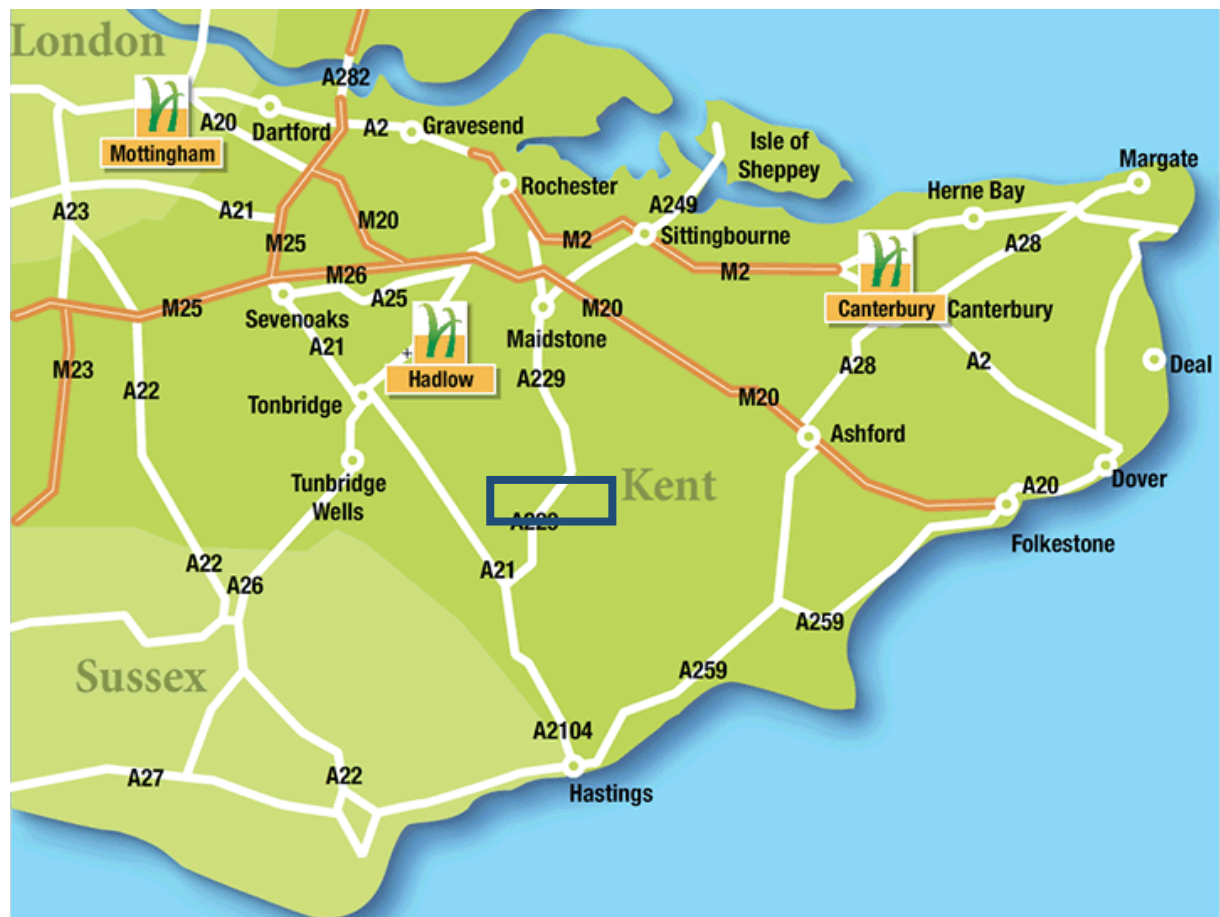 London
A282
A20
Dartford
A2
Gravesend
Mottingham
Isle of
Sheppey
Margate
Rochester
Herne Bay
A23
A21
M20
A249
Sittingbourne
M25
M2
A28
M2
M26
A25
M25
Sevenoaks
M20
Maidstone
Canterbury
Canterbury
A21
Hadlow
M23
A22
A229
A28
A2
Deal
M20
Tonbridge
Ashford
Tunbridge
Wells
Kent
A20
Dover
A229
Folkestone
A22
A26
A21
A259
Sussex
A259
A2104
A27
A22
Hastings